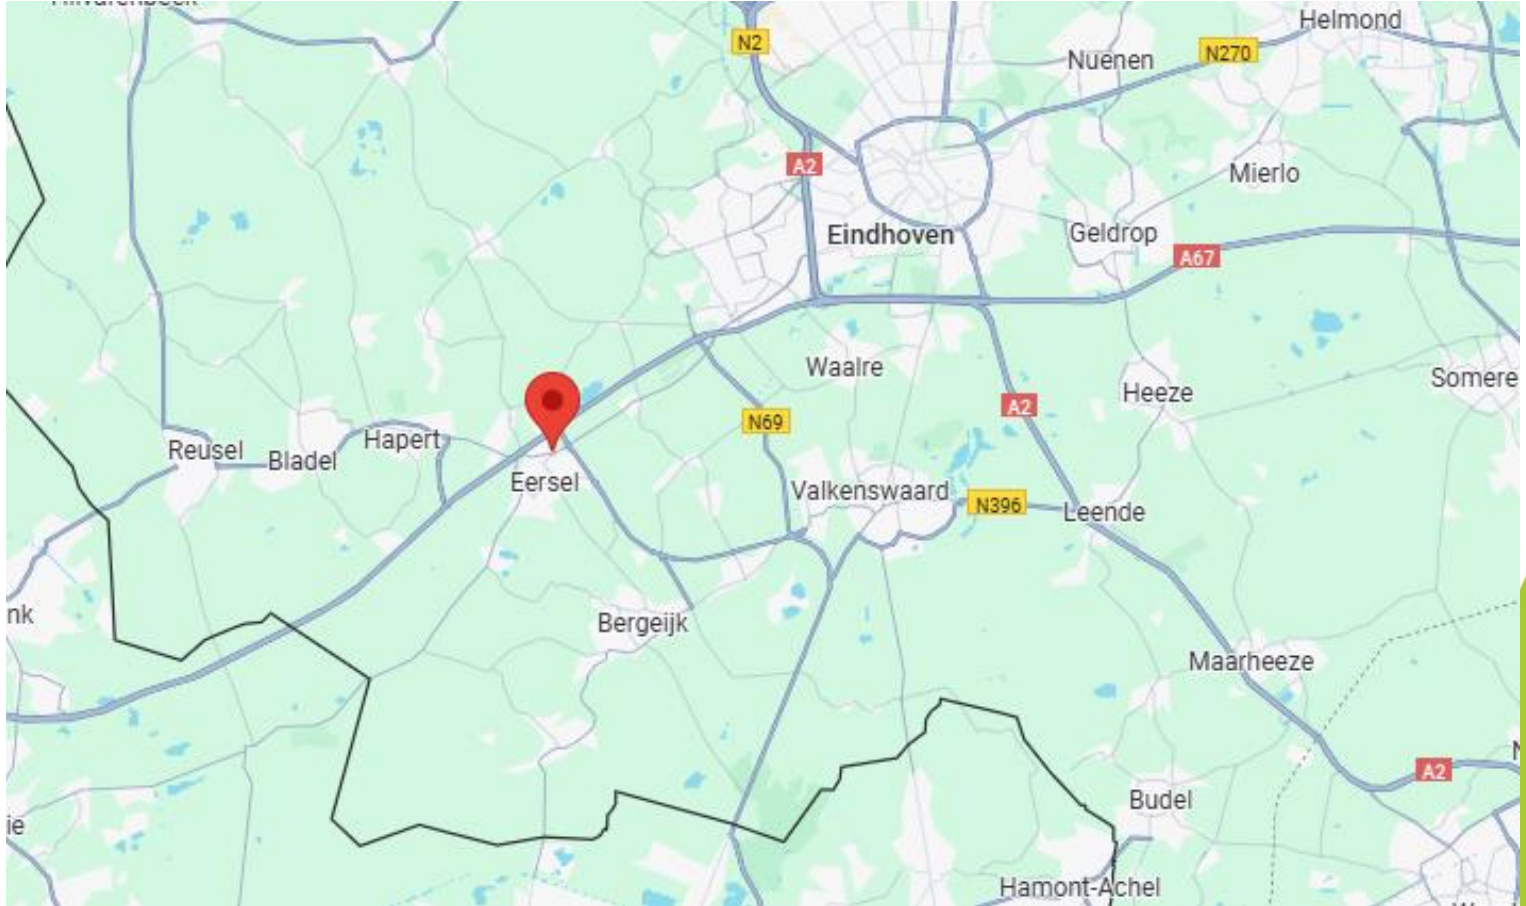 Helmond
N2
Nuenen
N270
A2
Mierlo
Eindhoven
Geldrop
A67
Waalre
Heeze
Somere
A2
N69
Reusel
Bladel
Hapert
Eersel
Valkenswaard
N396
Leende
nk
Bergeijk
Maarheeze
A2
Budel
ie
Hamont-Achel